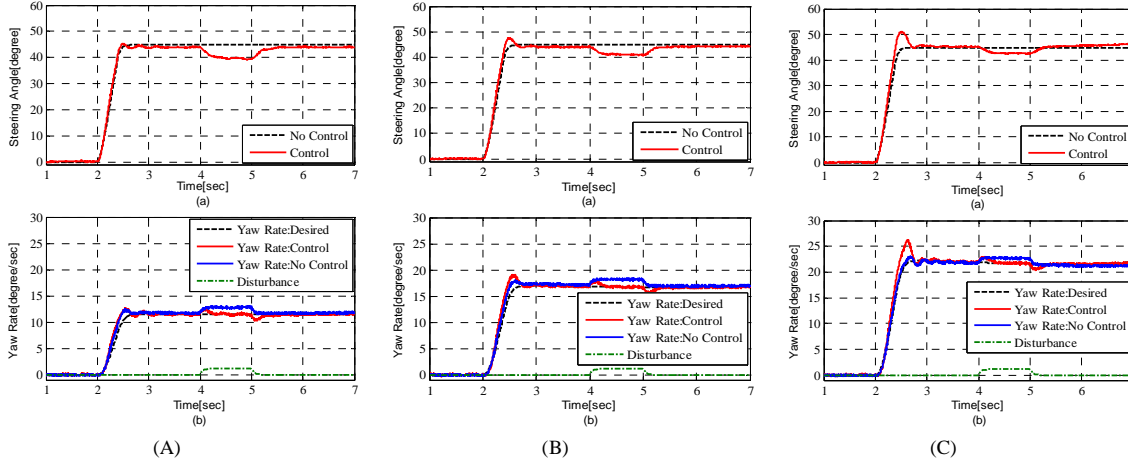 60
50
40
30
20
10
0
Steering Angle[degree]
No Control
Control
1 2 3 4 5 6 7
Time[sec]
(a)
30
25
20
15
10
5
0
Yaw Rate[degree/sec]
Yaw Rate:Desired
Yaw Rate:Control
Yaw Rate:No Control
Disturbance
1 2 3 4 5 6 7
Time[sec]
(b)
(A)
60
50
40
30
20
10
0
Steering Angle[degree]
No Control
Control
1 2 3 4 5 6 7
Time[sec]
(a)
30
25
20
15
10
5
0
Yaw Rate[degree/sec]
Yaw Rate:Desired
Yaw Rate:Control
Yaw Rate:No Control
Disturbance
1 2 3 4 5 6 7
Time[sec]
(b)
(B)
60
50
40
30
20
10
0
Steering Angle[degree]
No Control
Control
1 2 3 4 5 6
Time[sec]
(a)
30
25
20
15
10
5
0
Yaw Rate[degree/sec]
Yaw Rate:Desired
Yaw Rate:Control
Yaw Rate:No Control
Disturbance
1 2 3 4 5 6
Time[sec]
(b)
(C)